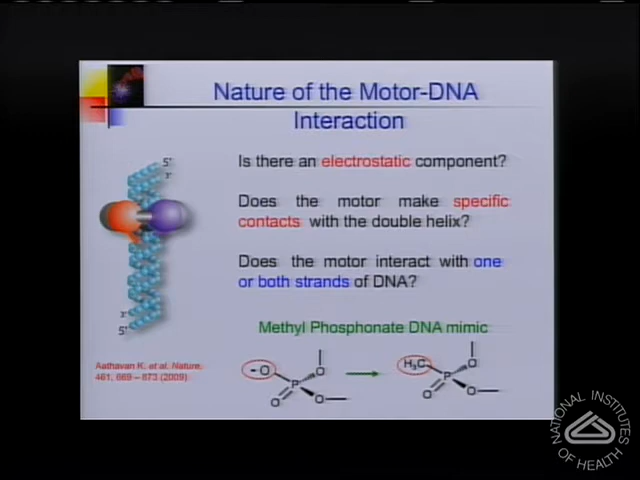 Nature of the Motor-DNA
Interaction
Is there an electrostatic component?
Does the motor make specific
contacts with the double helix?
Does the motor interact with one
or both strands of DNA?
Methyl Phosphonate DNA mimic
5'
3'
3'
5'
Aathavan K. et al. Nature,
461, 669 – 873 (2009)
- O
P
O
O
O
H₃C
P
O
O
O
NATIONAL INSTITUTES
OF HEALTH